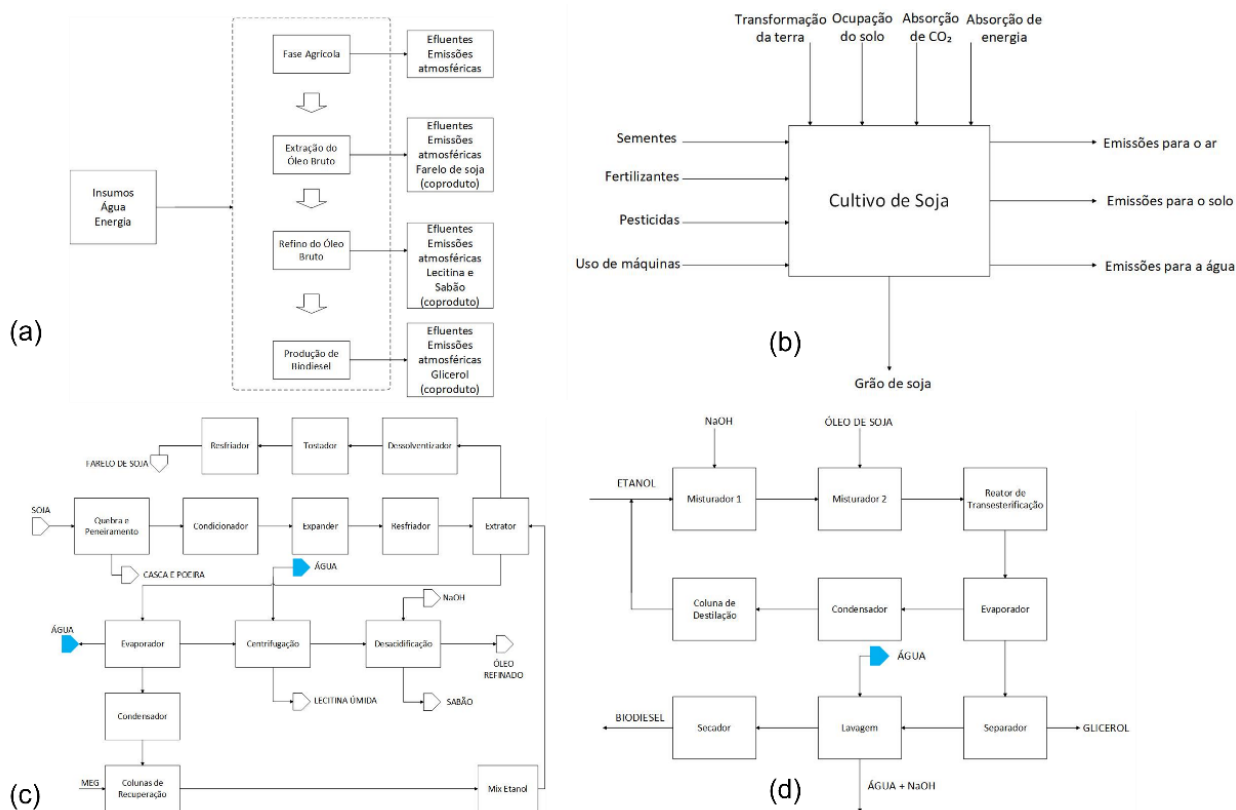 Insumos
Água
Energia
Fase Agrícola
Efluentes
Emissões
atmosféricas
Extração do
Óleo Bruto
Efluentes
Emissões
atmosféricas
Farelo de soja
(coproduto)
Refino do Óleo
Bruto
Efluentes
Emissões
atmosféricas
Lecitina e
Sabão
(coproduto)
Produção de
Biodiesel
Efluentes
Emissões
atmosféricas
Glicerol
(coproduto)
(a)
Transformação
da terra
Ocupação
do solo
Absorção
de CO₂
Absorção de
energia
Sementes
Fertilizantes
Pesticidas
Uso de máquinas
Cultivo de Soja
Emissões para o ar
Emissões para o solo
Emissões para a água
Grão de soja
(b)
Resfriador
Tostador
Dessolventizador
FARELO DE SOJA
SOJA
Quebra e
Peneiramento
Condicionador
Expander
Resfriador
Extrator
CASCA E POEIRA
ÁGUA
NaOH
ÁGUA
Evaporador
Centrifugação
Desacidificação
ÓLEO
REFINADO
LECITINA ÚMIDA
SABÃO
Condensador
MEG
Colunas de
Recuperação
Mix Etanol
(c)
NaOH
ÓLEO DE SOJA
ETANOL
Misturador 1
Misturador 2
Reator de
Transesterificação
Coluna de
Destilação
Condensador
Evaporador
ÁGUA
BIODIESEL
Secador
Lavagem
Separador
GLICEROL
ÁGUA + NaOH
(d)